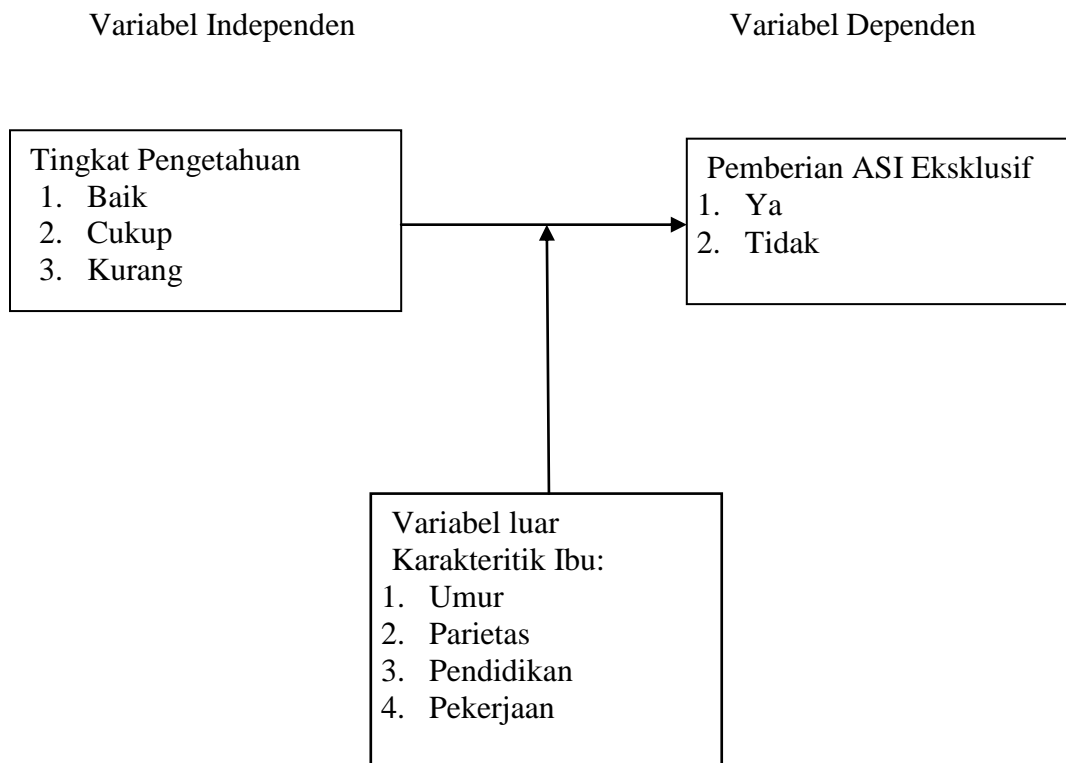 Variabel Independen
Variabel Dependen
Tingkat Pengetahuan
1. Baik
2. Cukup
3. Kurang
Pemberian ASI Eksklusif
1. Ya
2. Tidak
Variabel luar
Karakteritik Ibu:
1. Umur
2. Parietas
3. Pendidikan
4. Pekerjaan